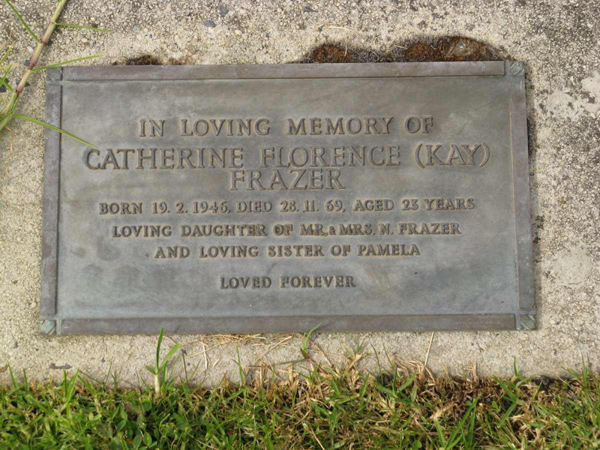 IN LOVING MEMORY OF
CATHERINE FLORENCE (KAY)
FRAZER
BORN 19.2.1946, DIED 28.11.69, AGED 23 YEARS
LOVING DAUGHTER OF MR. & MRS. N. FRAZER
AND LOVING SISTER OF PAMELA
LOVED FOREVER